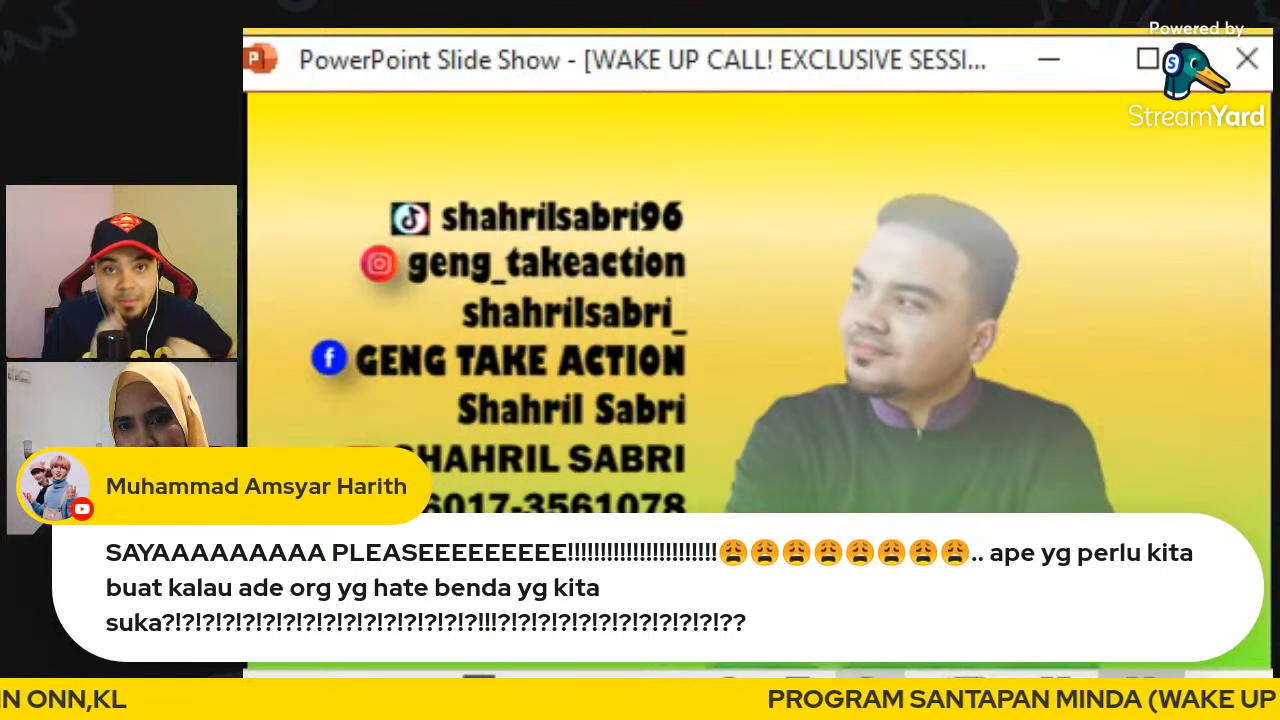 Powered by
StreamYard
PowerPoint Slide Show - [WAKE UP CALL! EXCLUSIVE SESSI...
shahrilsabri96
geng_takeaction
shahrilsabri_
GENG TAKE ACTION
Shahril Sabri
SHAHRIL SABRI
6017-3561078
Muhammad Amsyar Harith
SAYAAAAAAAAA PLEASEEEEEEEEE!!!!!!!!!!!!!!!!!!!!!!!😩😩😩😩😩😩😩😩.. ape yg perlu kita
buat kalau ade org yg hate benda yg kita
suka?!?!?!?!?!?!?!?!?!?!?!?!?!?!?!?!!!?!?!?!?!?!?!?!?!?!?!?!??
N ONN,KL
PROGRAM SANTAPAN MINDA (WAKE UP